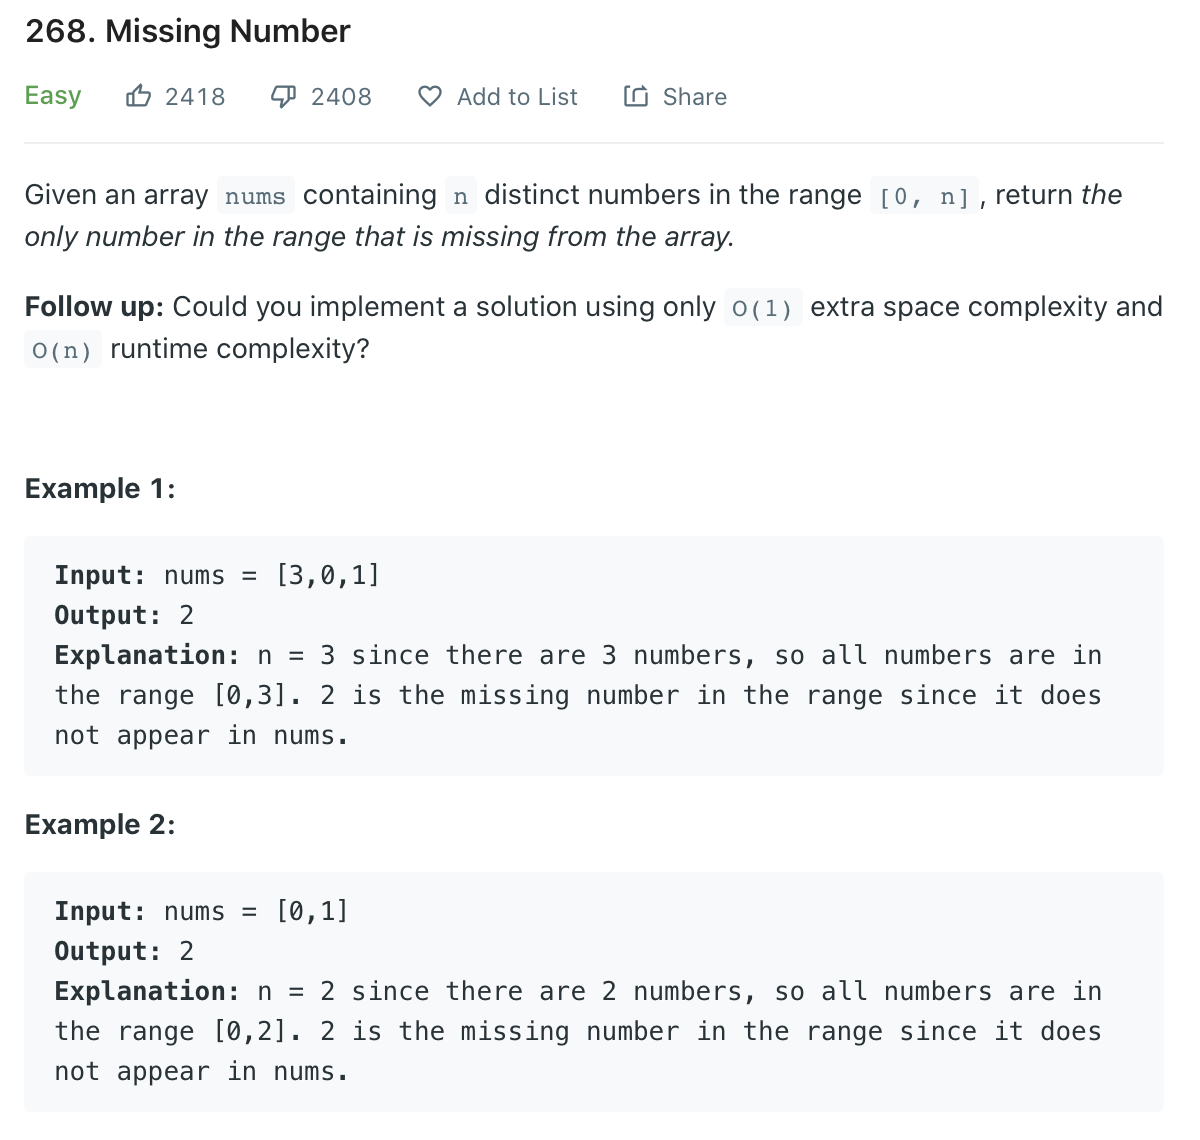 268. Missing Number
Easy 2418 2408 Add to List Share
Given an array nums containing n distinct numbers in the range [0, n], return the
only number in the range that is missing from the array.
Follow up: Could you implement a solution using only O(1) extra space complexity and
O(n) runtime complexity?
Example 1:
Input: nums = [3,0,1]
Output: 2
Explanation: n = 3 since there are 3 numbers, so all numbers are in
the range [0,3]. 2 is the missing number in the range since it does
not appear in nums.
Example 2:
Input: nums = [0,1]
Output: 2
Explanation: n = 2 since there are 2 numbers, so all numbers are in
the range [0,2]. 2 is the missing number in the range since it does
not appear in nums.